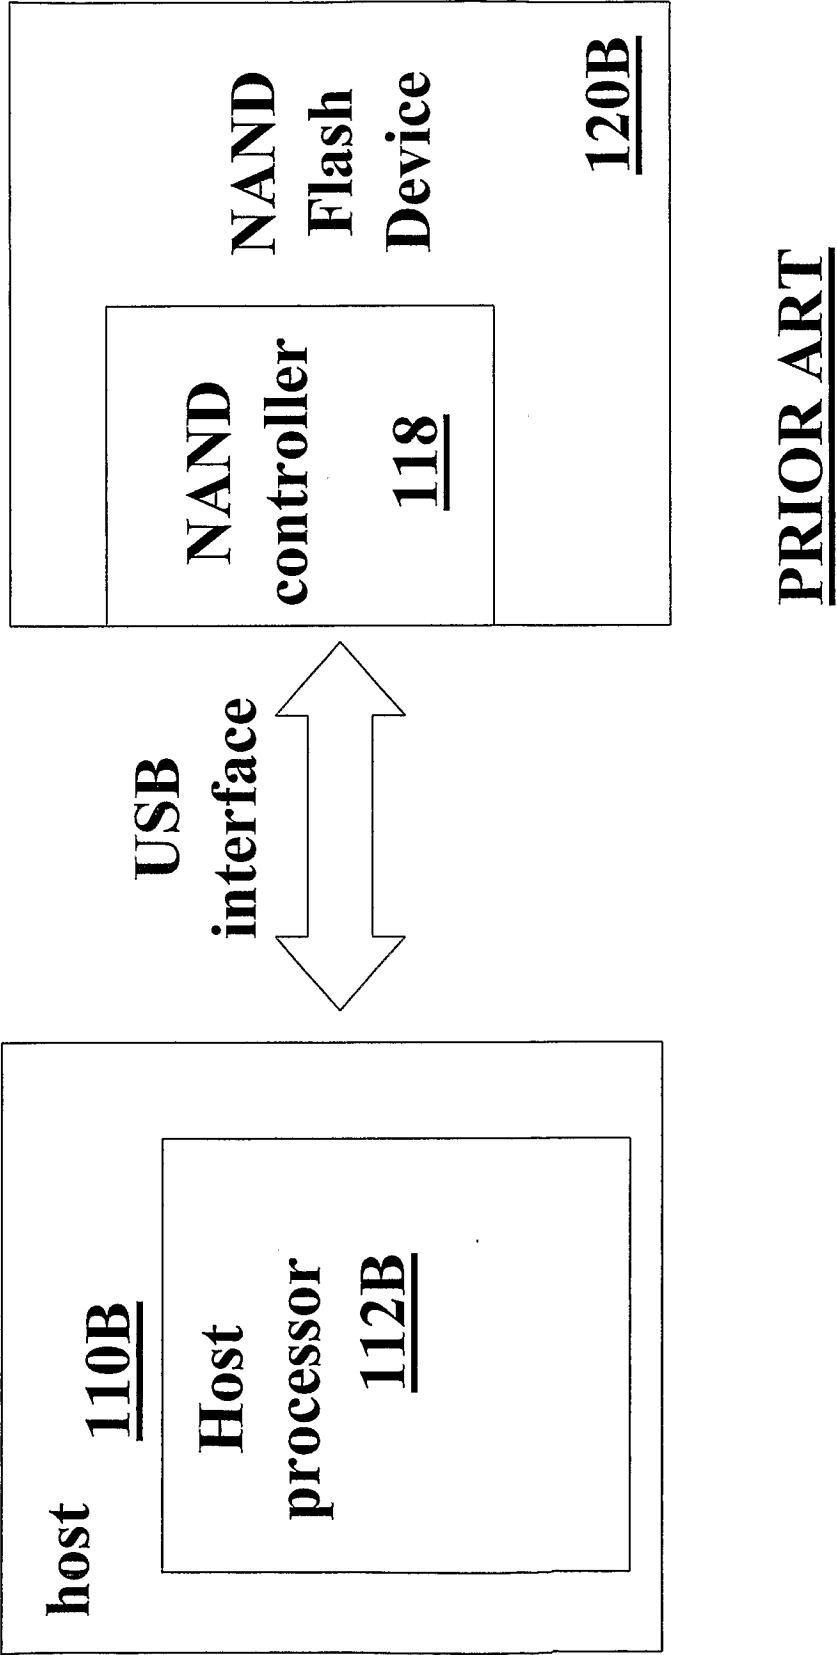 host
110B
Host
processor
112B
USB
interface
NAND
controller
118
NAND
Flash
Device
120B
PRIOR ART